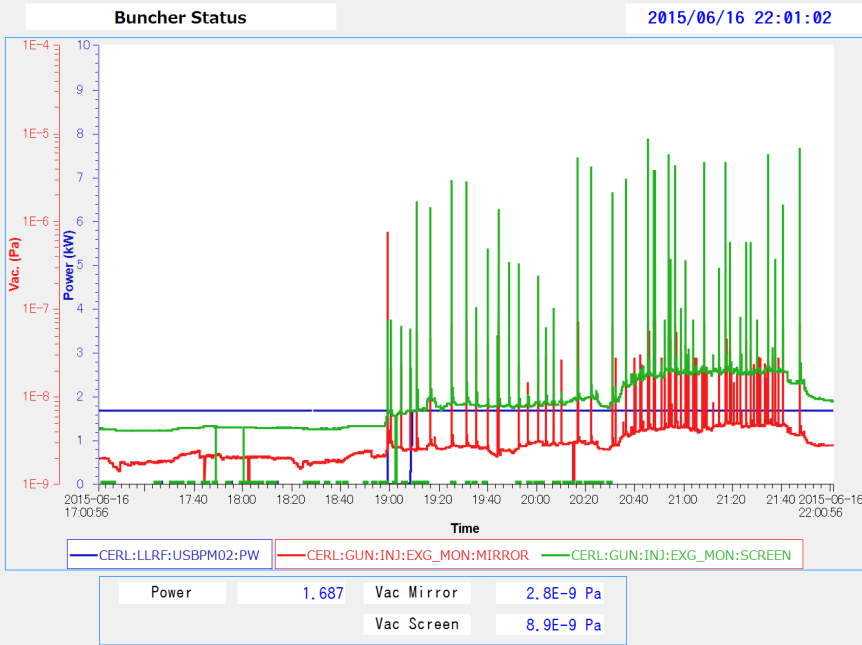 Buncher Status
2015/06/16 22:01:02
1E-4
1E-5
1E-6
1E-7
1E-8
1E-9
Vac. (Pa)
10
9
8
7
6
5
4
3
2
1
0
Power (kW)
2015-06-16
17:00:56
17:40
18:00
18:20
18:40
19:00
19:20
19:40
20:00
20:20
20:40
21:00
21:20
21:40
2015-06-16
22:00:56
Time
CERL:LLRF:USBPM02:PW
CERL:GUN:INJ:EXG_MON:MIRROR
CERL:GUN:INJ:EXG_MON:SCREEN
Power 1.687 Vac Mirror 2.8E-9 Pa
Vac Screen 8.9E-9 Pa